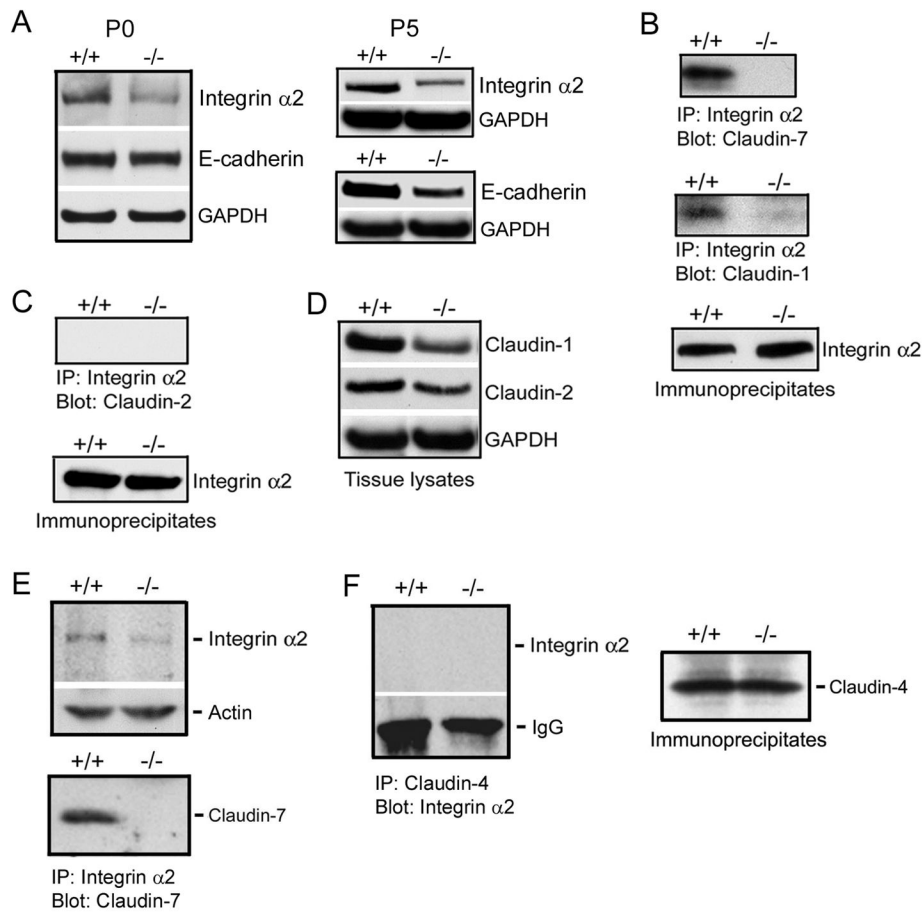 A
P0
+/+ -/-
Integrin α2
E-cadherin
GAPDH
P5
+/+ -/-
Integrin α2
GAPDH
+/+ -/-
E-cadherin
GAPDH
B
+/+ -/-
IP: Integrin α2
Blot: Claudin-7
+/+ -/-
IP: Integrin α2
Blot: Claudin-1
+/+ -/-
Integrin α2
Immunoprecipitates
C
+/+ -/-
IP: Integrin α2
Blot: Claudin-2
+/+ -/-
Integrin α2
Immunoprecipitates
D
+/+ -/-
Claudin-1
Claudin-2
GAPDH
Tissue lysates
E
+/+ -/-
Integrin α2
Actin
+/+ -/-
Claudin-7
IP: Integrin α2
Blot: Claudin-7
F
+/+ -/-
Integrin α2
IgG
IP: Claudin-4
Blot: Integrin α2
+/+ -/-
Claudin-4
Immunoprecipitates